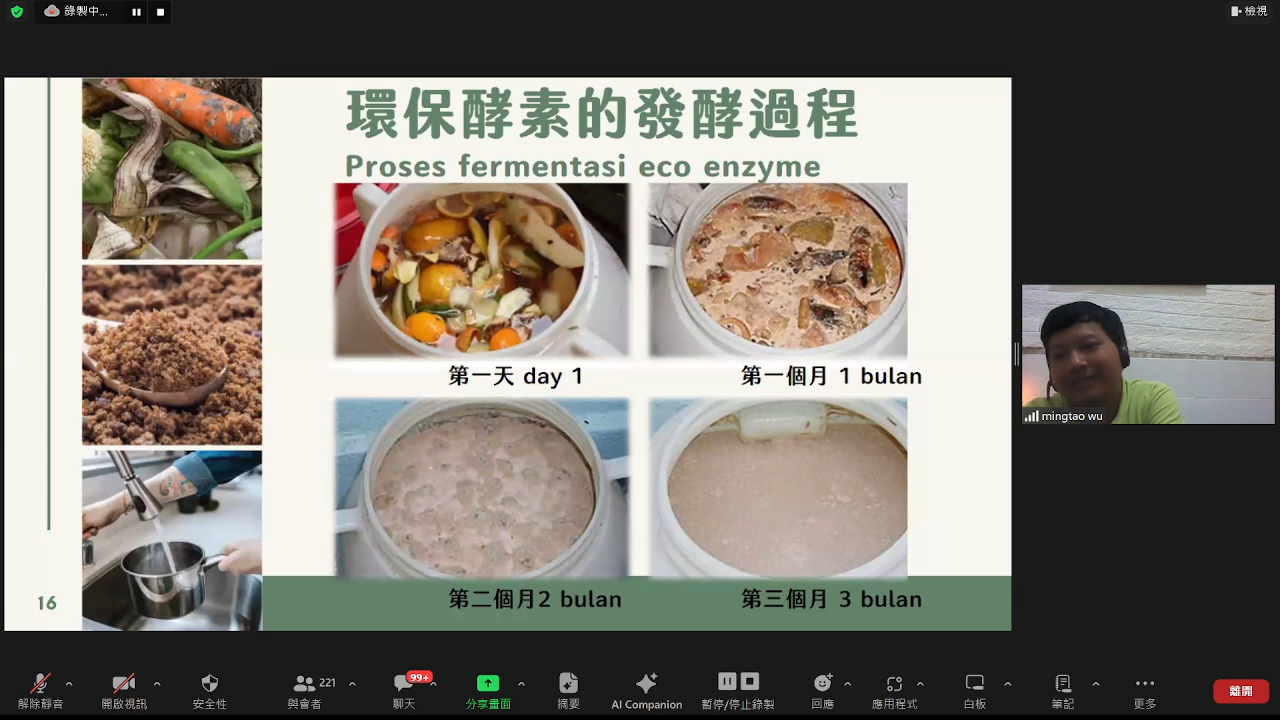 錄製中...
檢視
環保酵素的發酵過程
Proses fermentasi eco enzyme
第一天 day 1
第一個月 1 bulan
第二個月2 bulan
第三個月 3 bulan
16
mingtao wu
解除靜音
開啟視訊
安全性
與會者
221
聊天
99+
分享畫面
摘要
AI Companion
暫停/停止錄製
回應
應用程式
白板
筆記
更多
離開